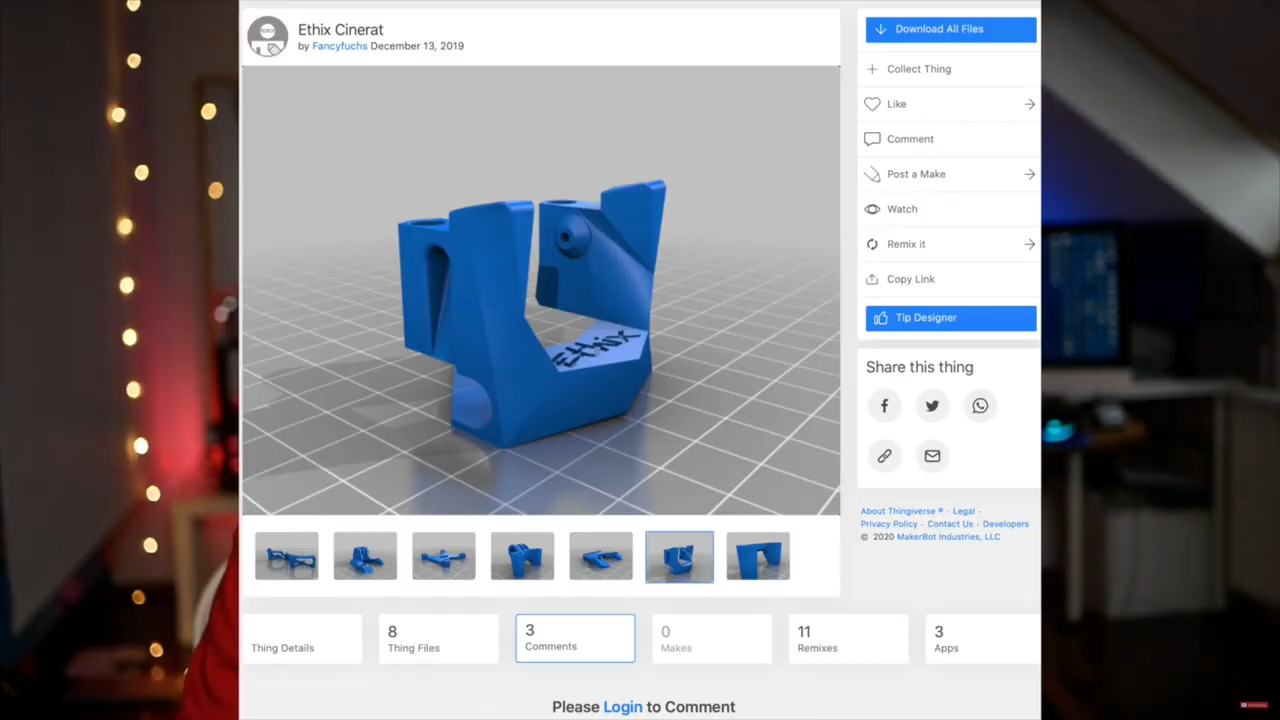 Ethix Cinerat
by Fancyfuchs December 13, 2019
Ethix
Thing Details
8
Thing Files
3
Comments
0
Makes
11
Remixes
3
Apps
Please Login to Comment
Download All Files
Collect Thing
Like
Comment
Post a Make
Watch
Remix it
Copy Link
Tip Designer
Share this thing
About Thingiverse ® · Legal ·
Privacy Policy · Contact Us · Developers
© 2020 MakerBot Industries, LLC